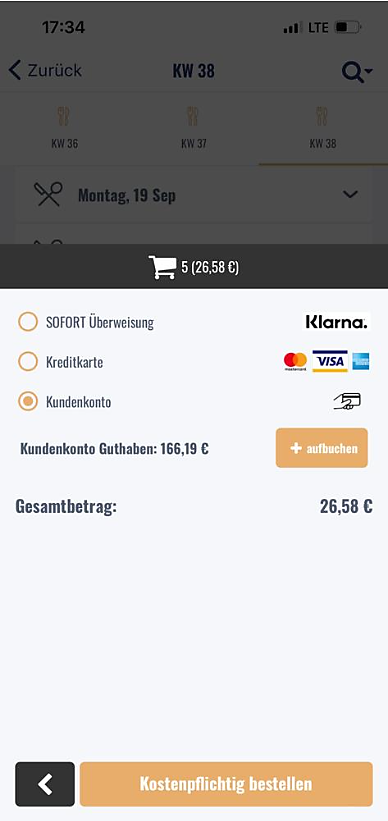 17:34 LTE
Zurück KW 38
KW 36 KW 37 KW 38
Montag, 19 Sep
5 (26,58 €)
SOFORT Überweisung Klarna.
Kreditkarte mastercard VISA
Kundenkonto
Kundenkonto Guthaben: 166,19 € + aufbuchen
Gesamtbetrag: 26,58 €
Kostenpflichtig bestellen